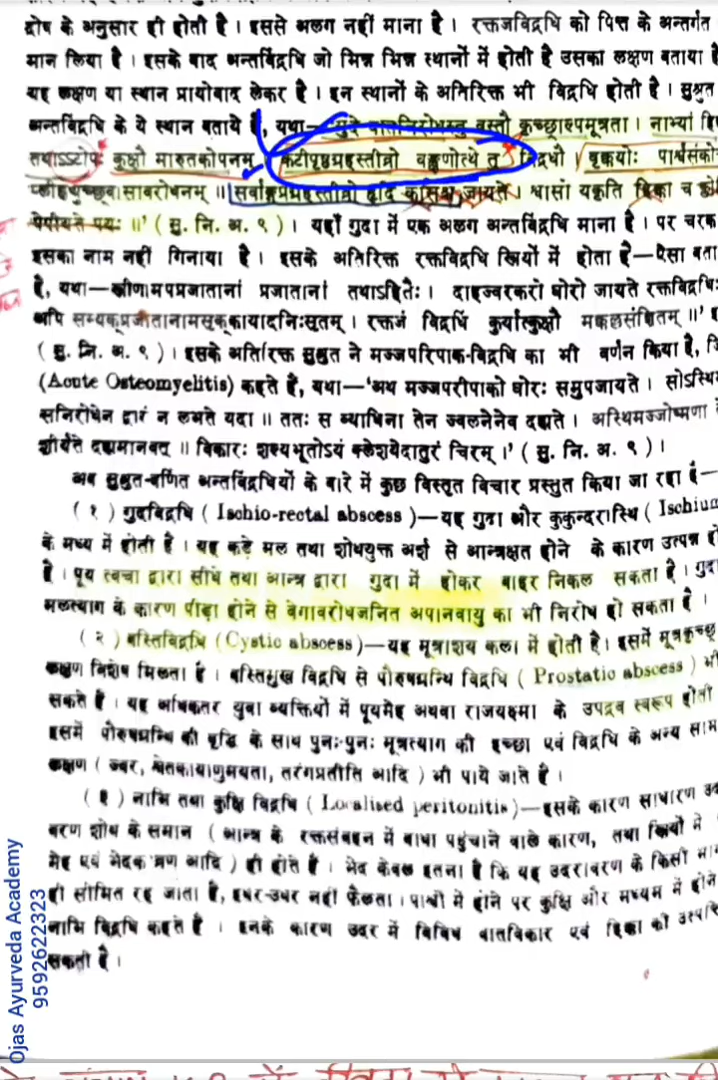 दोष के अनुसार ही होती है । इससे अलग नहीं माना है । रक्तजविद्रधि को पित्त के अन्तर्गत
मान लिया है । इसके बाद अन्तर्विद्रधि जो भिन्न भिन्न स्थानों में होती है उसका लक्षण बताया है
यह लक्षण या स्थान प्रायोवाद लेकर है । इन स्थानों के अतिरिक्त भी विद्रधि होती है । सुश्रुत
अन्तर्विद्रधि के ये स्थान बताये हैं, यथा—गुदे वातनिरोधस्तु बस्तौ कृच्छ्राल्पमूत्रता । नाभ्यां
तथाऽऽटोपः कुक्षौ मारुतकोपनम् । कटीपृष्ठग्रहस्तीव्रो वङ्क्षणोत्थे तु विद्रधौ । वृक्कयोः
प्लीह्न्युच्छ्वासावरोधनम् ॥ सर्वाङ्गप्रग्रहस्तीव्रो हृदि जायते । श्वासो यकृति हिक्का च
पेपीयते पयः ॥’ ( सु. नि. अ. ९ ) । यहाँ गुदा में एक अलग अन्तर्विद्रधि माना है । पर चरक
इसका नाम नहीं गिनाया है । इसके अतिरिक्त रक्तविद्रधि स्त्रियों में होता है—ऐसा
है, यथा—स्त्रीणामपप्रजातानां प्रजातानां तथाऽहितैः । दाहज्वरकरो घोरो जायते रक्तविद्रधिः
अपि सम्यक्प्रजातानामसृक्कायादनिःसृतम् । रक्तजं विद्रधिं कुर्यात्कुक्षौ मक्कलसंज्ञितम् ॥’
( सु. नि. अ. ९ ) । इसके अतिरिक्त सुश्रुत ने मज्जपरिपाक-विद्रधि का भी वर्णन किया है,
(Acute Osteomyelitis) कहते हैं, यथा—‘अथ मज्जपरीपाको घोरः समुपजायते । सोऽस्थि
सनिरोधेन द्वारं न लभते यदा ॥ ततः स व्याधिना तेन ज्वलनेनेव दह्यते । अस्थिमज्जोष्मणा
शीर्यते दह्यमानवत् ॥ विकारः शल्यभूतोऽयं क्लेशयेदातुरं चिरम् ।’ ( सु. नि. अ. ९ ) ।
अब सुश्रुत-वर्णित अन्तर्विद्रधियों के बारे में कुछ विस्तृत विचार प्रस्तुत किया जा रहा है—
( १ ) गुदविद्रधि ( Ischio-rectal abscess )—यह गुदा और कुकुन्दरास्थि ( Ischium
के मध्य में होती है । यह कड़े मल तथा शोथयुक्त अर्श से आन्त्रक्षत होने के कारण उत्पन्न
है । पूय त्वचा द्वारा सीधे तथा आन्त्र द्वारा गुदा में होकर बाहर निकल सकता है । गुदा
मलत्याग के कारण पीड़ा होने से वेगावरोधजनित अपानवायु का भी निरोध हो सकता है ।
( २ ) बस्तिविद्रधि (Cystic abscess)—यह मूत्राशय कला में होती है। इसमें मूत्रकृच्छ्र
लक्षण विशेष मिलता है । बस्तिमुख विद्रधि से पौरुषग्रन्थि विद्रधि ( Prostatic abscess ) भी
सकते हैं । यह अधिकतर युवा व्यक्तियों में पूयमेह अथवा राजयक्ष्मा के उपद्रव स्वरूप होती
इसमें पौरुषग्रन्थि की वृद्धि के साथ पुनः-पुनः मूत्रत्याग की इच्छा एवं विद्रधि के अन्य
लक्षण ( ज्वर, श्वेतकायाणुमयता, तरंगप्रतीति आदि ) भी पाये जाते हैं ।
( ३ ) नाभि तथा कुक्षि विद्रधि ( Localised peritonitis )—इसके कारण साधारण
वरण शोथ के समान ( आन्त्र के रक्तसंवहन में बाधा पहुंचाने वाले कारण, तथा स्त्रियों में
मेह एवं भेदक व्रण आदि ) ही होते हैं । भेद केवल इतना है कि यह उदरावरण के किसी
ही सीमित रह जाता है, इधर-उधर नहीं फैलता । पार्श्वों में होने पर कुक्षि और मध्यम में होने
नाभि विद्रधि कहते हैं । इनके कारण उदर में विविध वातविकार एवं हिक्का की
सकती है ।
Ojas Ayurveda Academy
9592622323